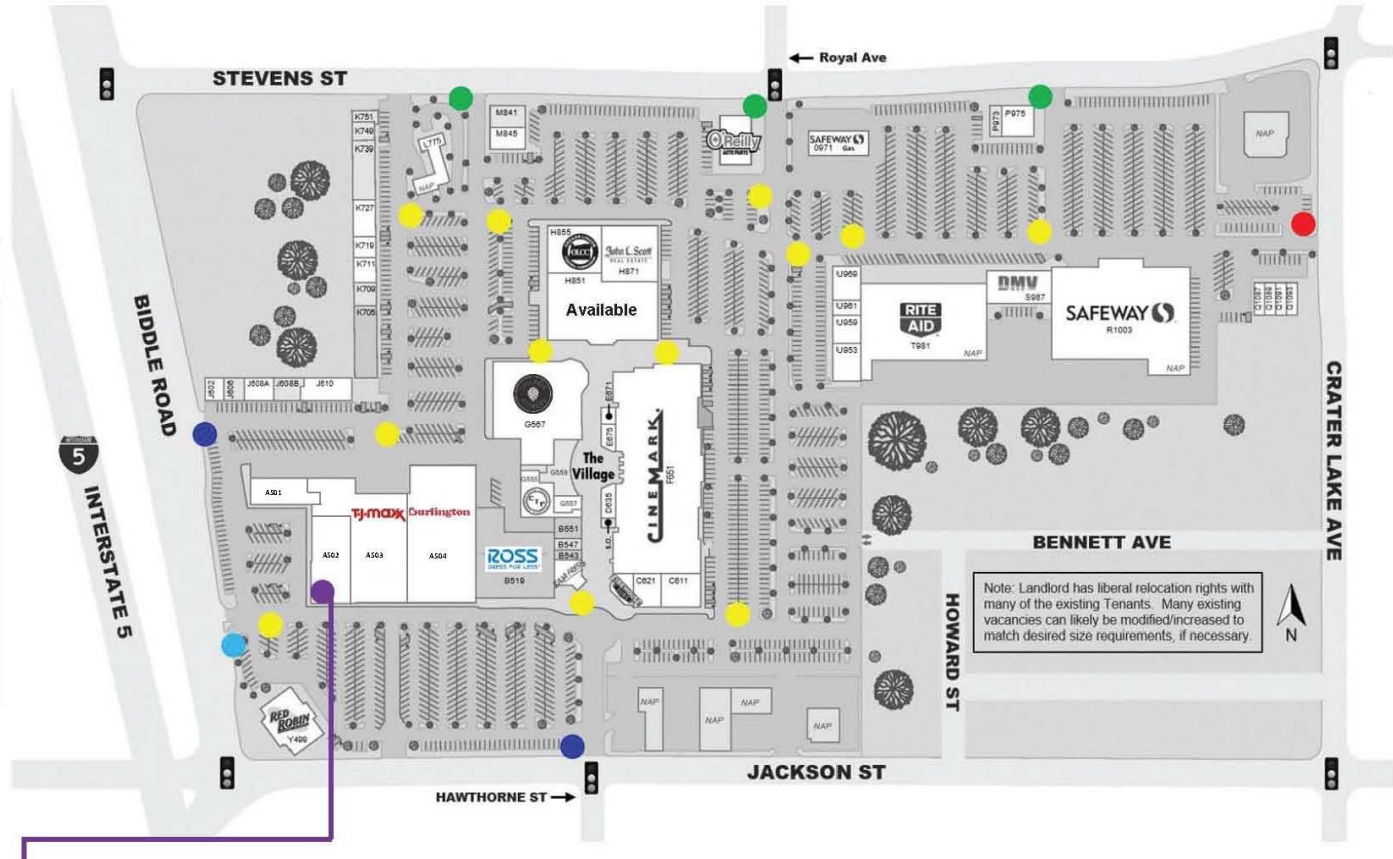 ← Royal Ave
STEVENS ST
K751
K749
K739
K727
K719
K711
K709
K705
L775
NAP
M841
M845
O'Reilly
AUTO PARTS
SAFEWAY
0971 Gas
P973
P975
NAP
H855
John L. Scott
REAL ESTATE
H871
H851
Available
U969
U961
U959
U953
RITE
AID
T981
NAP
DMV
S987
SAFEWAY
R1003
NAP
BIDDLE ROAD
J602
J606
J608A
J608B
J610
G567
E671
E675
The
Village
G559
G555
G557
D635
CINEMARK
F651
CRATER LAKE AVE
5
INTERSTATE 5
A501
TJ-maxx
Burlington
A502
A503
A504
ROSS
DRESS FOR LESS
B519
B551
B547
B543
C621
C611
BENNETT AVE
HOWARD ST
Note: Landlord has liberal relocation rights with
many of the existing Tenants. Many existing
vacancies can likely be modified/increased to
match desired size requirements, if necessary.
N
RED
ROBIN
Y499
NAP
NAP
NAP
NAP
JACKSON ST
HAWTHORNE ST →